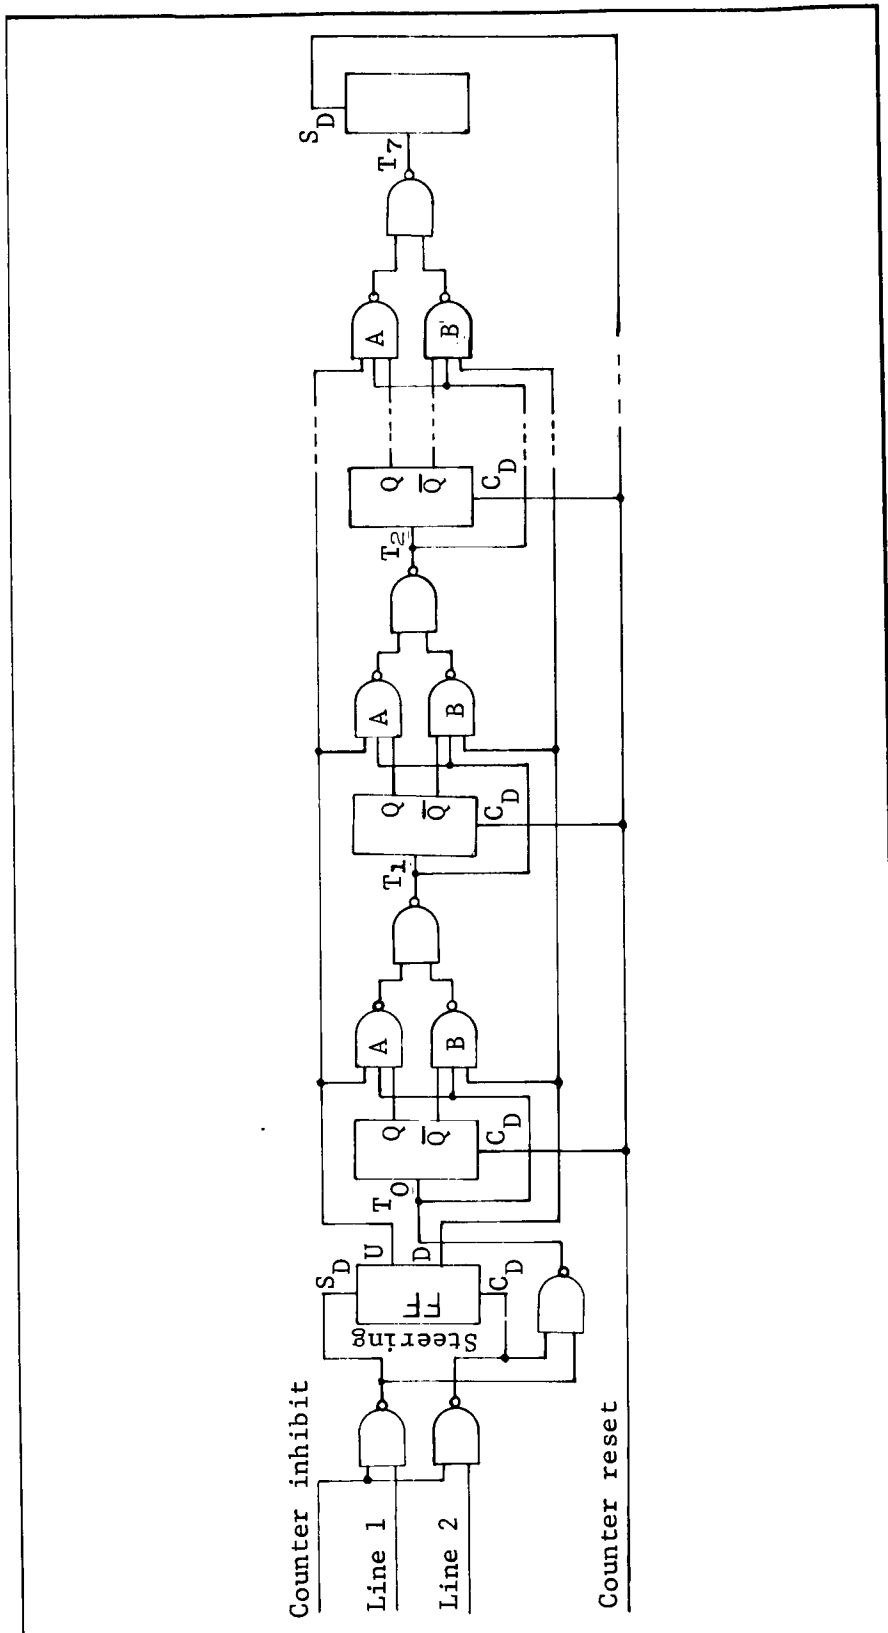 Counter inhibit
Line 1
Line 2
Counter reset
S_D
Steering
FF
U
D
C_D
T_0
Q
Q̅
C_D
A
B
T_1
Q
Q̅
C_D
A
B
T_2
Q
Q̅
C_D
A
B'
T_7
S_D